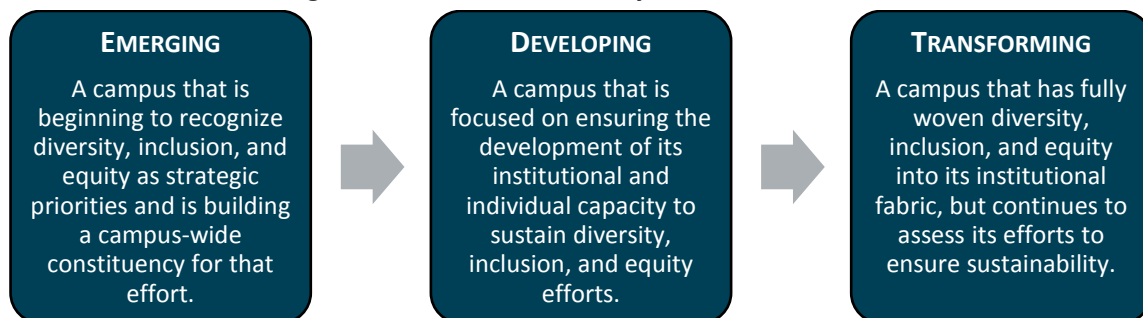 EMERGING
A campus that is
beginning to recognize
diversity, inclusion, and
equity as strategic
priorities and is building
a campus-wide
constituency for that
effort.
DEVELOPING
A campus that is
focused on ensuring the
development of its
institutional and
individual capacity to
sustain diversity,
inclusion, and equity
efforts.
TRANSFORMING
A campus that has fully
woven diversity,
inclusion, and equity
into its institutional
fabric, but continues to
assess its efforts to
ensure sustainability.